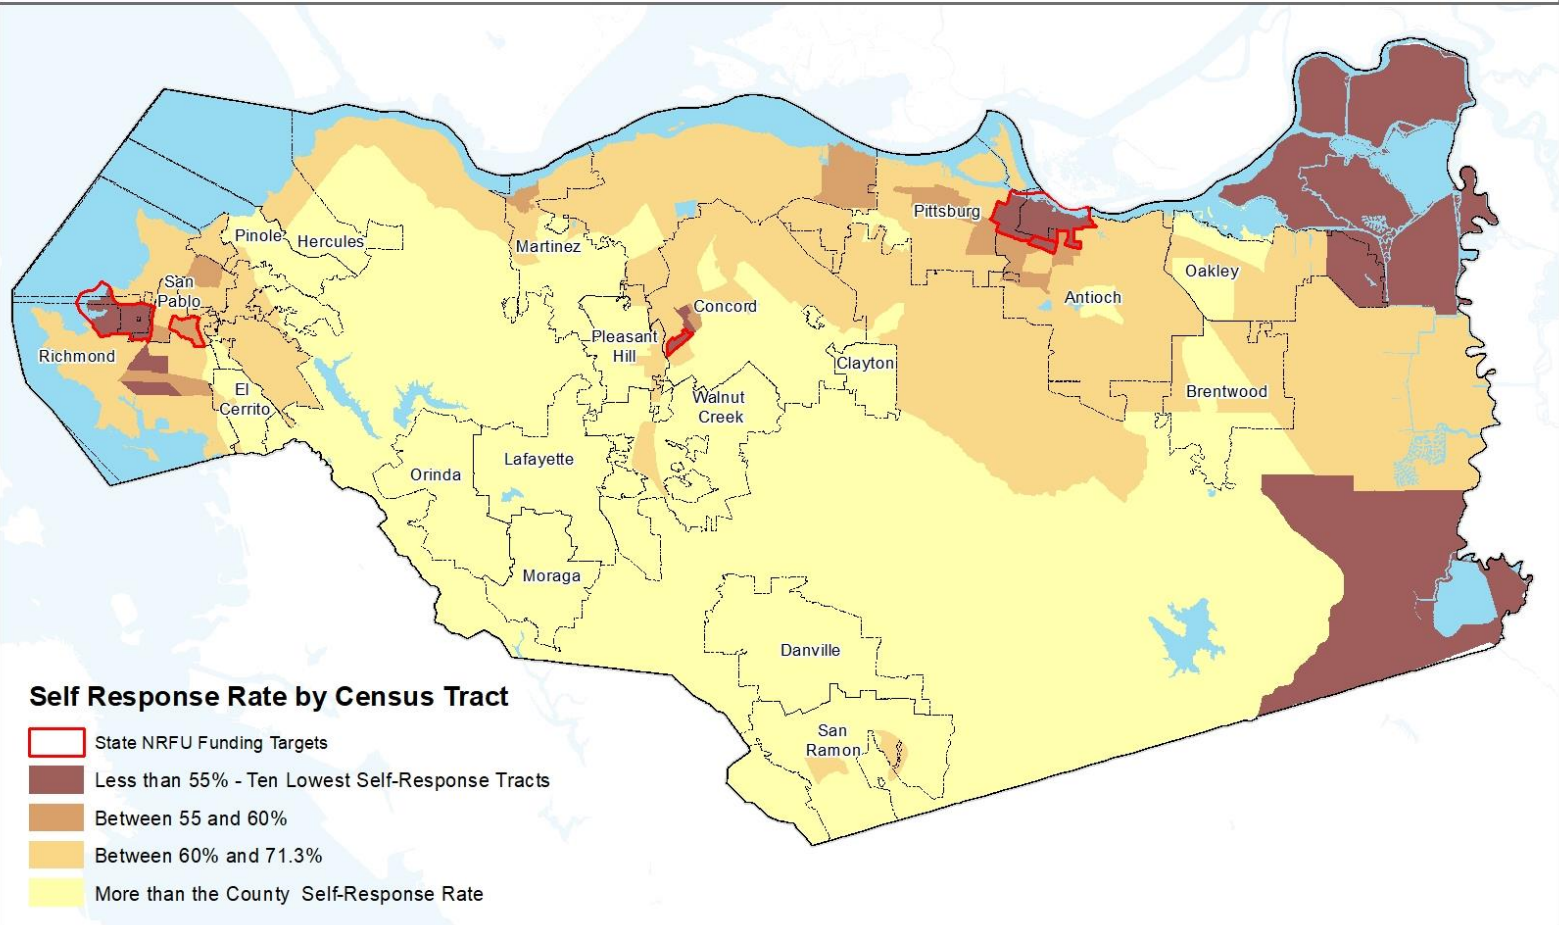 Pinole
Hercules
San
Pablo
Richmond
El
Cerrito
Martinez
Pleasant
Hill
Concord
Clayton
Walnut
Creek
Orinda
Lafayette
Moraga
Danville
San
Ramon
Pittsburg
Antioch
Oakley
Brentwood
Self Response Rate by Census Tract
State NRFU Funding Targets
Less than 55% - Ten Lowest Self-Response Tracts
Between 55 and 60%
Between 60% and 71.3%
More than the County Self-Response Rate